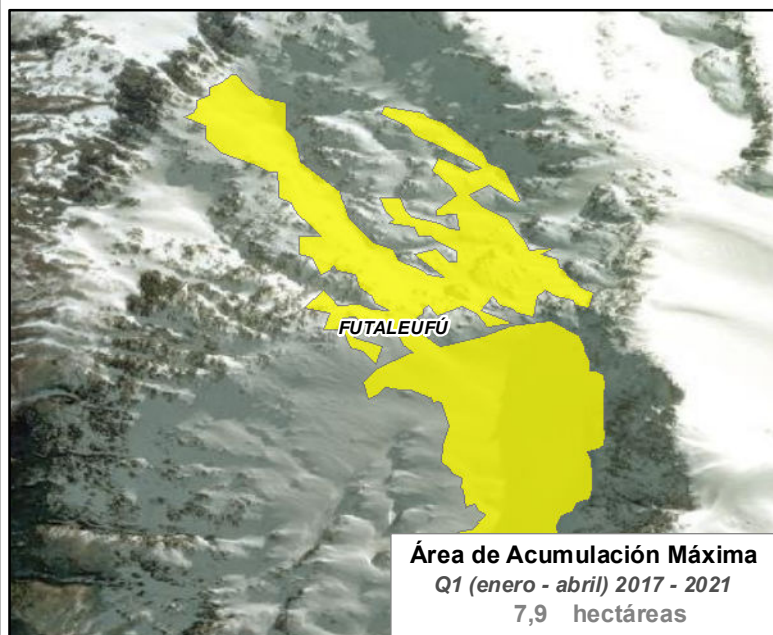 FUTALEUFÚ
Área de Acumulación Máxima
Q1 (enero - abril) 2017 - 2021
7,9 hectáreas